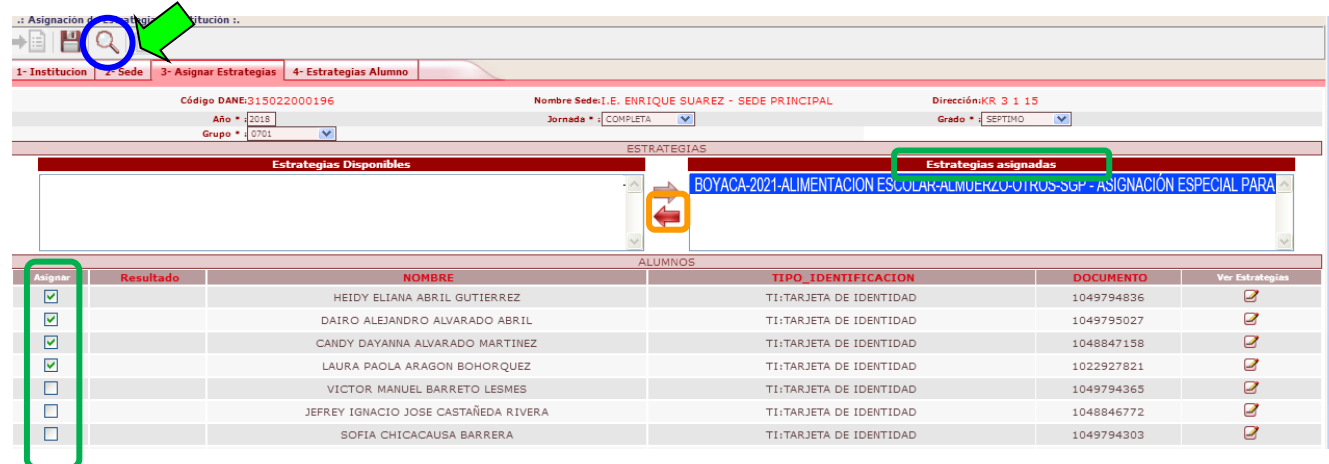 .: Asignación de Estrategia Institución :.
1- Institucion 2- Sede 3- Asignar Estrategias 4- Estrategias Alumno
Código DANE:315022000196 Nombre Sede:I.E. ENRIQUE SUAREZ - SEDE PRINCIPAL Dirección:KR 3 1 15
Año * : 2018 Jornada * : COMPLETA Grado * : SEPTIMO
Grupo * : 0701
ESTRATEGIAS
Estrategias Disponibles Estrategias asignadas
BOYACA-2021-ALIMENTACION ESCOLAR-ALMUERZO-OTROS-SGP - ASIGNACIÓN ESPECIAL PARA
ALUMNOS
Asignar Resultado NOMBRE TIPO_IDENTIFICACION DOCUMENTO Ver Estrategias
HEIDY ELIANA ABRIL GUTIERREZ TI:TARJETA DE IDENTIDAD 1049794836
DAIRO ALEJANDRO ALVARADO ABRIL TI:TARJETA DE IDENTIDAD 1049795027
CANDY DAYANNA ALVARADO MARTINEZ TI:TARJETA DE IDENTIDAD 1048847158
LAURA PAOLA ARAGON BOHORQUEZ TI:TARJETA DE IDENTIDAD 1022927821
VICTOR MANUEL BARRETO LESMES TI:TARJETA DE IDENTIDAD 1049794365
JEFREY IGNACIO JOSE CASTAÑEDA RIVERA TI:TARJETA DE IDENTIDAD 1048846772
SOFIA CHICACAUSA BARRERA TI:TARJETA DE IDENTIDAD 1049794303